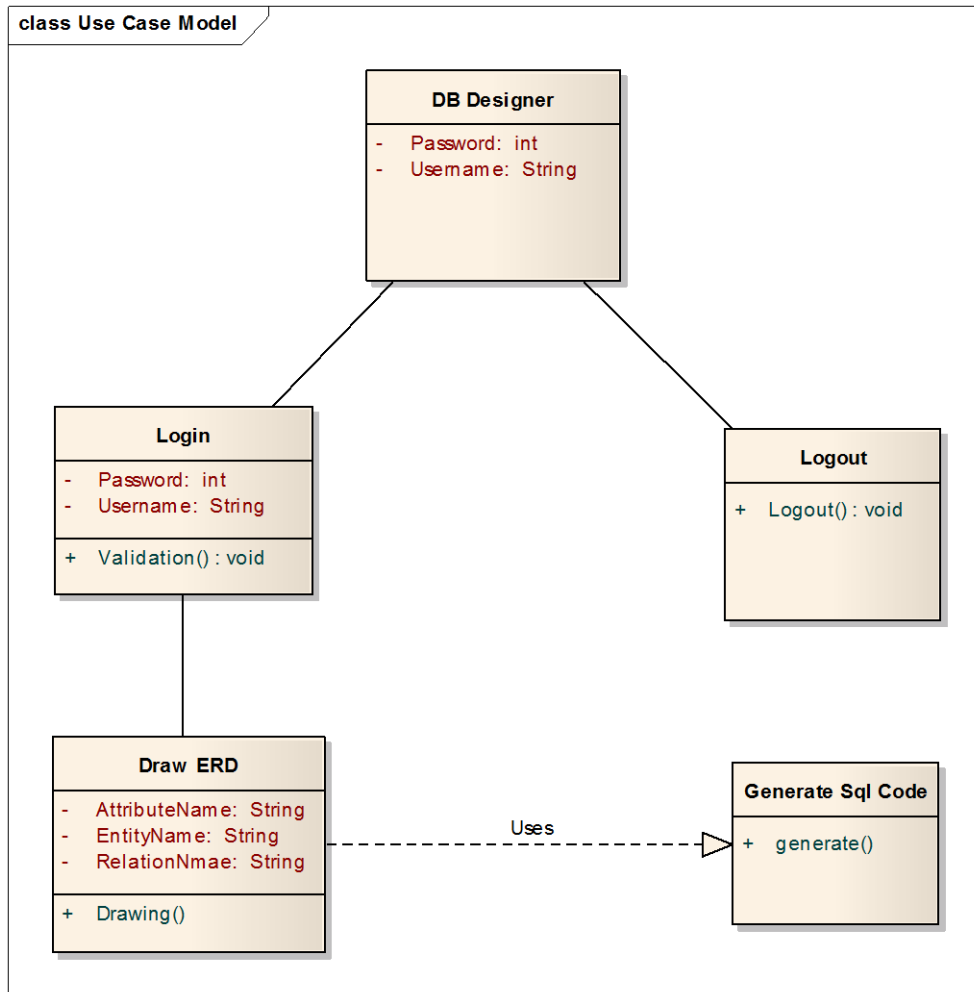 class Use Case Model
DB Designer
- Password: int
- Username: String
Login
- Password: int
- Username: String
+ Validation() : void
Logout
+ Logout() : void
Draw ERD
- AttributeName: String
- EntityName: String
- RelationNmae: String
+ Drawing()
Uses
Generate Sql Code
+ generate()